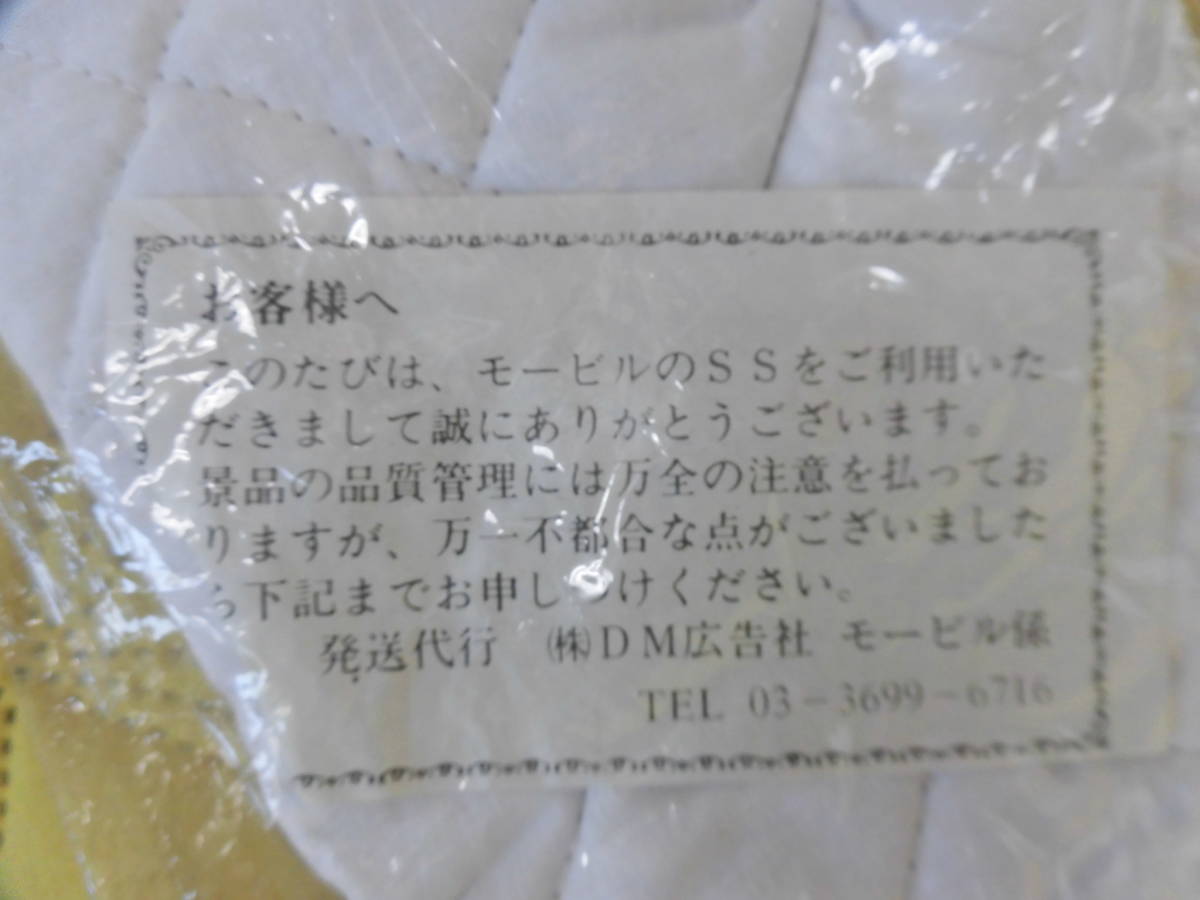 お客様へ
このたびは、モービルのＳＳをご利用いた
だきまして誠にありがとうございます。
景品の品質管理には万全の注意を払ってお
りますが、万一不都合な点がございました
ら下記までお申しつけください。
発送代行　㈱ＤＭ広告社　モービル係
TEL 03－3699－6716